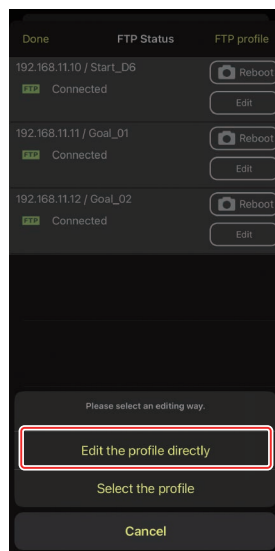 Done FTP Status FTP profile
192.168.11.10 / Start_D6
Reboot
FTP Connected
Edit
192.168.11.11 / Goal_01
Reboot
FTP Connected
Edit
192.168.11.12 / Goal_02
Reboot
FTP Connected
Edit
Please select an editing way.
Edit the profile directly
Select the profile
Cancel